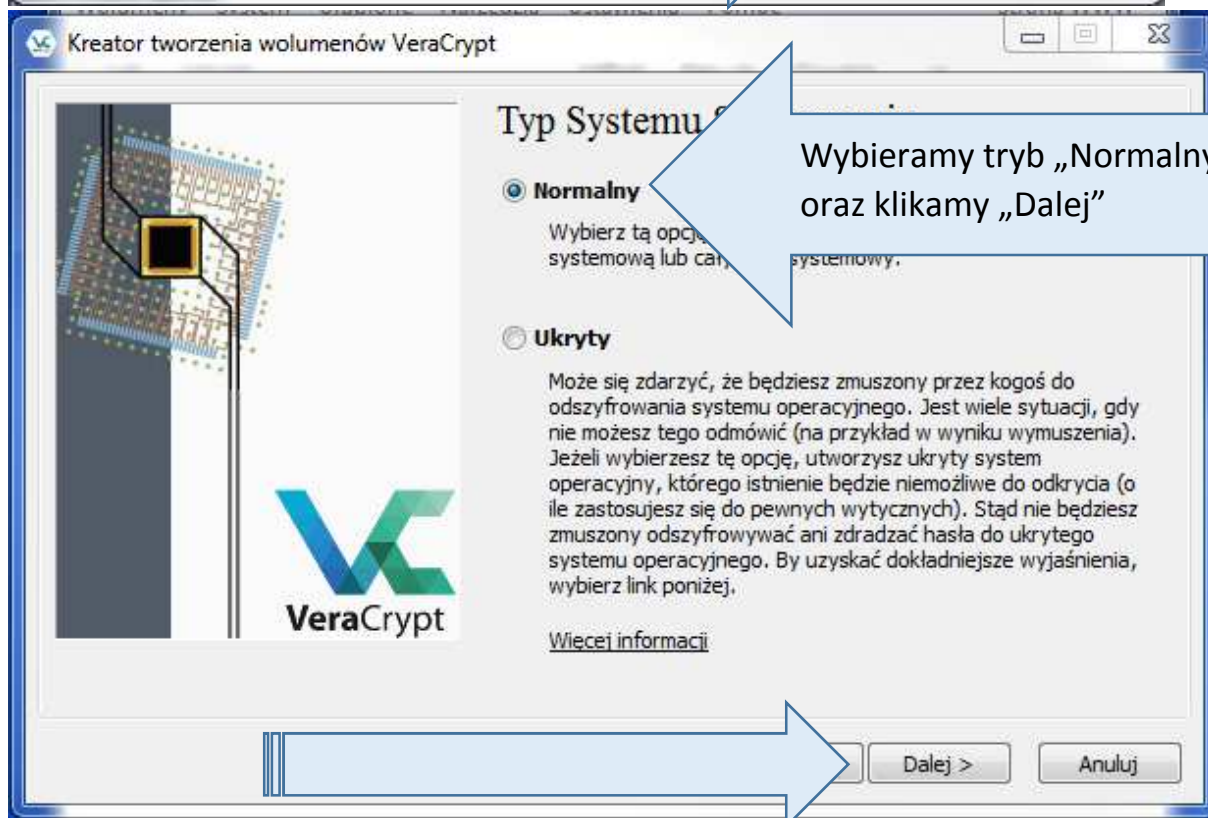 Kreator tworzenia wolumenów VeraCrypt
Typ Systemu
Wybieramy tryb „Normalny
oraz klikamy „Dalej”
Normalny
Wybierz tą opcję
systemową lub systemowy.
Ukryty
Może się zdarzyć, że będziesz zmuszony przez kogoś do
odszyfrowania systemu operacyjnego. Jest wiele sytuacji, gdy
nie możesz tego odmówić (na przykład w wyniku wymuszenia).
Jeżeli wybierzesz tę opcję, utworzysz ukryty system
operacyjny, którego istnienie będzie niemożliwe do odkrycia (o
ile zastosujesz się do pewnych wytycznych). Stąd nie będziesz
zmuszony odszyfrowywać ani zdradzać hasła do ukrytego
systemu operacyjnego. By uzyskać dokładniejsze wyjaśnienia,
wybierz link poniżej.
VeraCrypt
Więcej informacji
Dalej >
Anuluj